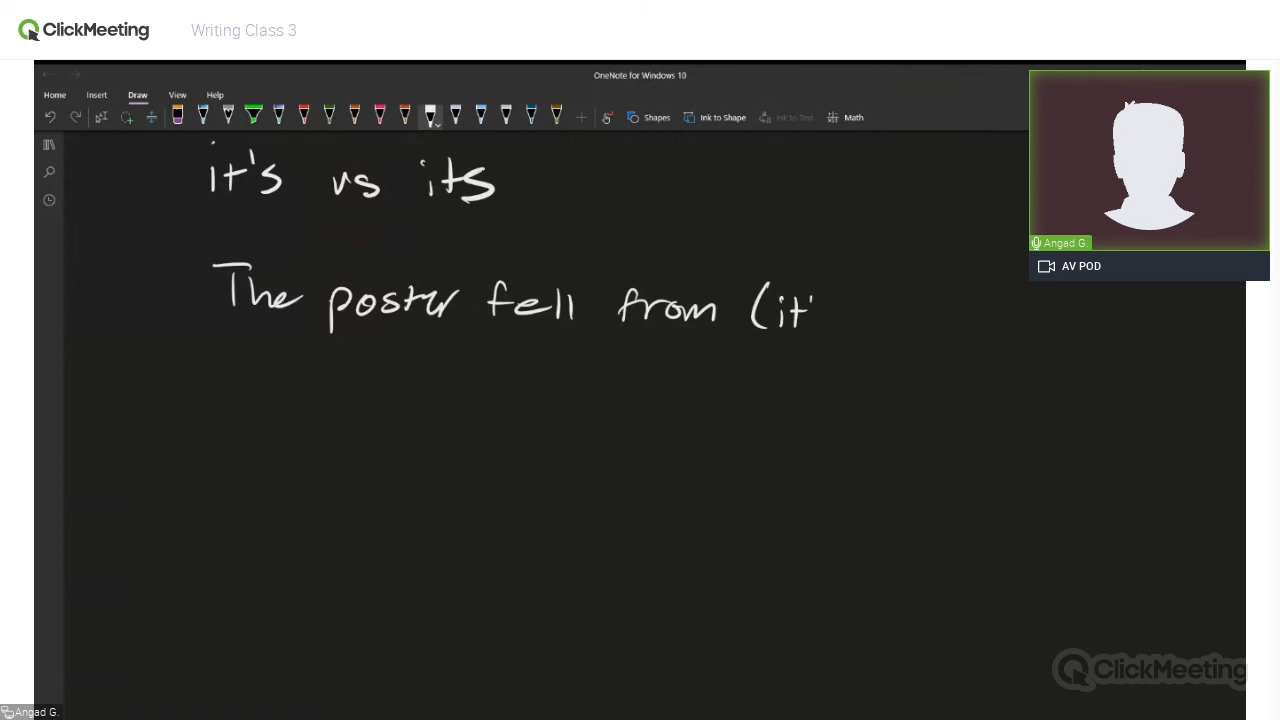 ClickMeeting Writing Class 3
OneNote for Windows 10
Home Insert Draw View Help
Shapes Ink to Shape Ink to Text Math
it's vs its
The poster fell from (it'
Angad G.
AV POD
ClickMeeting
Angad G.